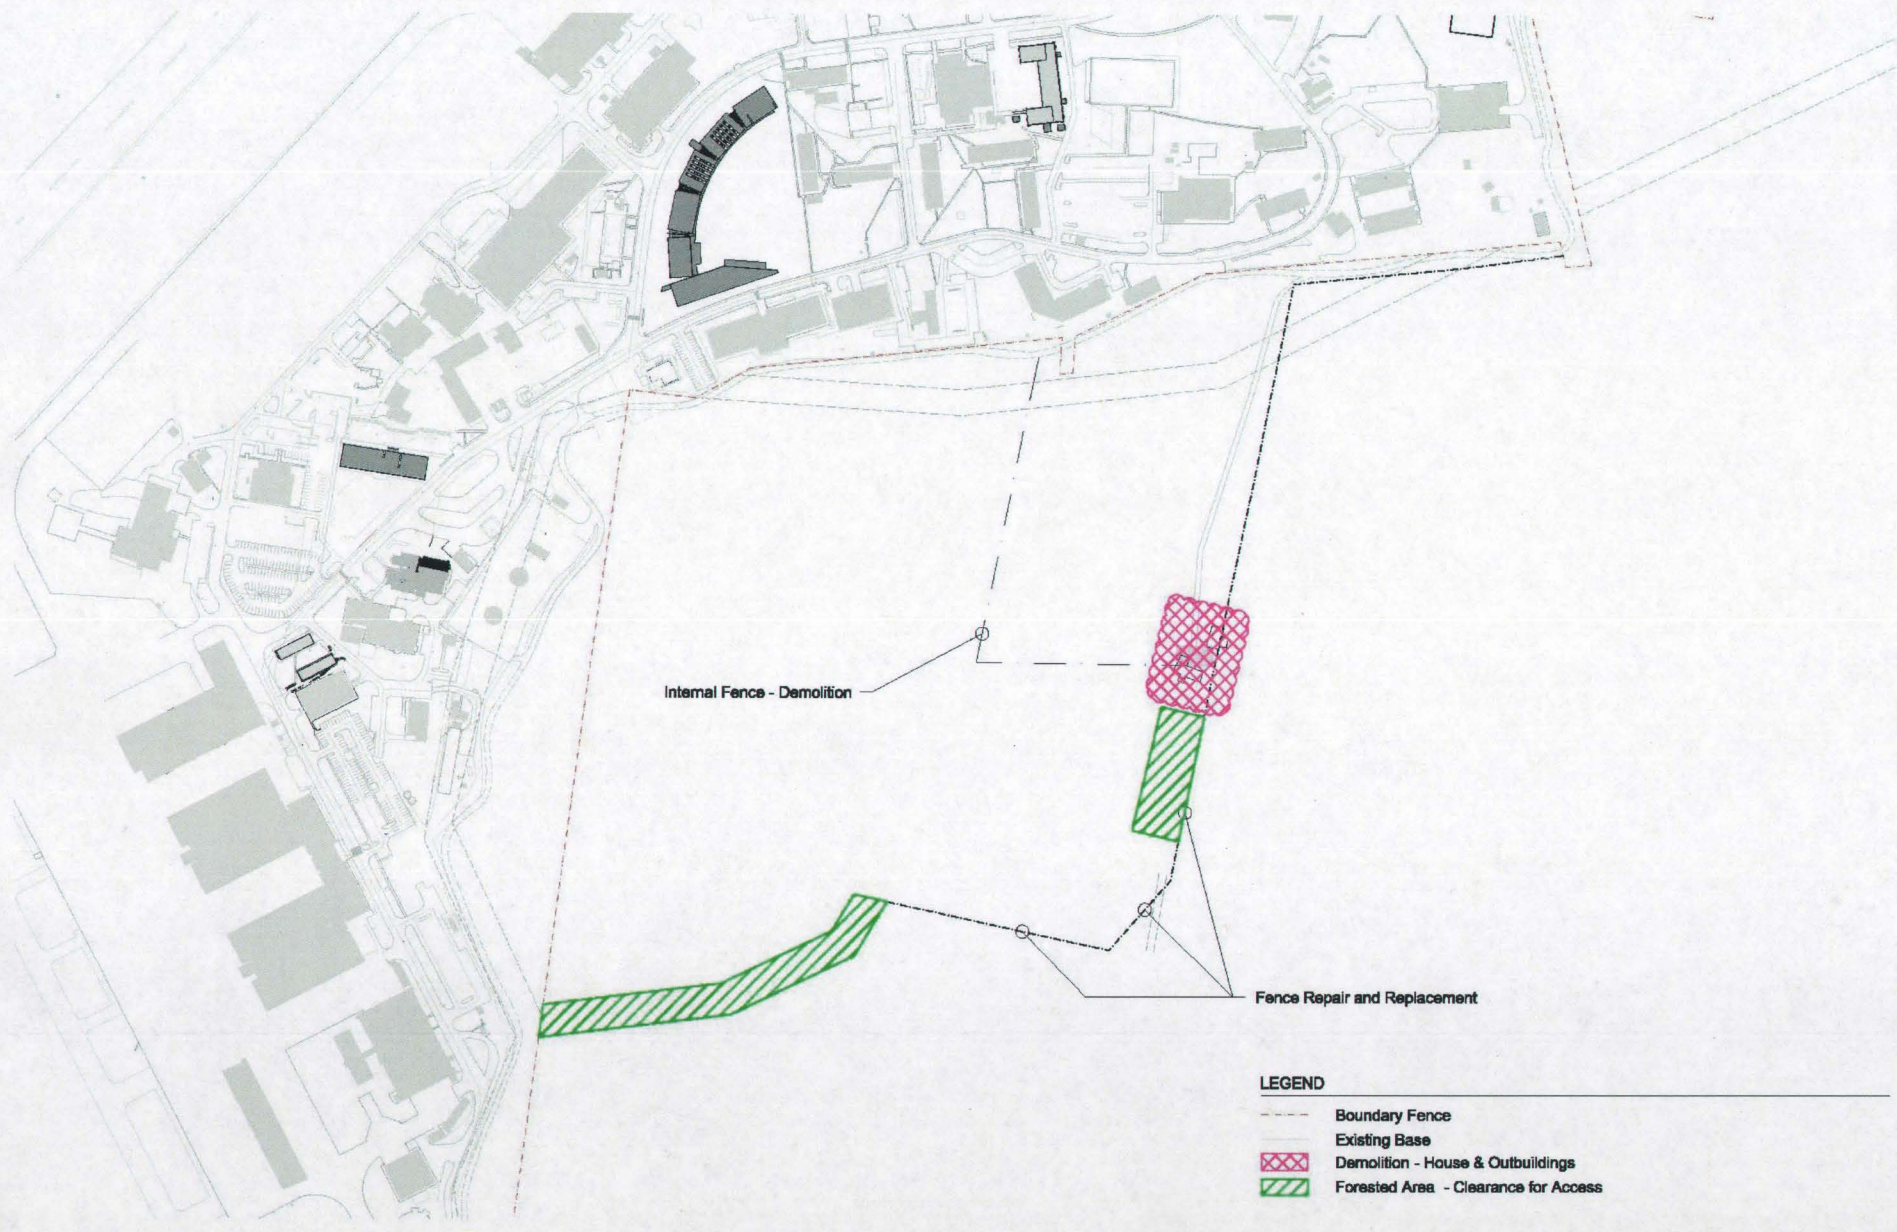 Internal Fence - Demolition
Fence Repair and Replacement
LEGEND
Boundary Fence
Existing Base
Demolition - House & Outbuildings
Forested Area - Clearance for Access